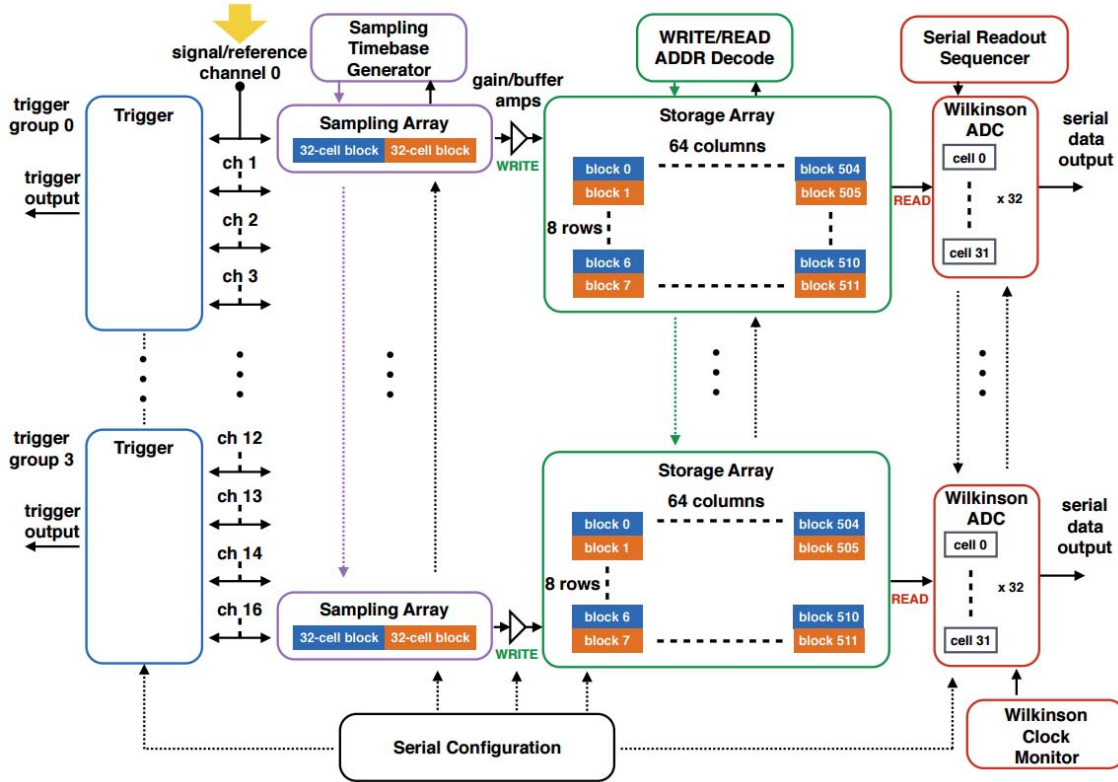 signal/reference
channel 0
Sampling
Timebase
Generator
WRITE/READ
ADDR Decode
Serial Readout
Sequencer
gain/buffer
amps
trigger
group 0
Trigger
trigger
output
ch 1
ch 2
ch 3
Sampling Array
32-cell block 32-cell block
WRITE
Storage Array
64 columns
block 0
block 504
block 1
block 505
8 rows
block 6
block 510
block 7
block 511
READ
Wilkinson
ADC
cell 0
x 32
cell 31
serial
data
output
trigger
group 3
Trigger
trigger
output
ch 12
ch 13
ch 14
ch 16
Sampling Array
32-cell block 32-cell block
WRITE
Storage Array
64 columns
block 0
block 504
block 1
block 505
8 rows
block 6
block 510
block 7
block 511
READ
Wilkinson
ADC
cell 0
x 32
cell 31
serial
data
output
Serial Configuration
Wilkinson
Clock
Monitor